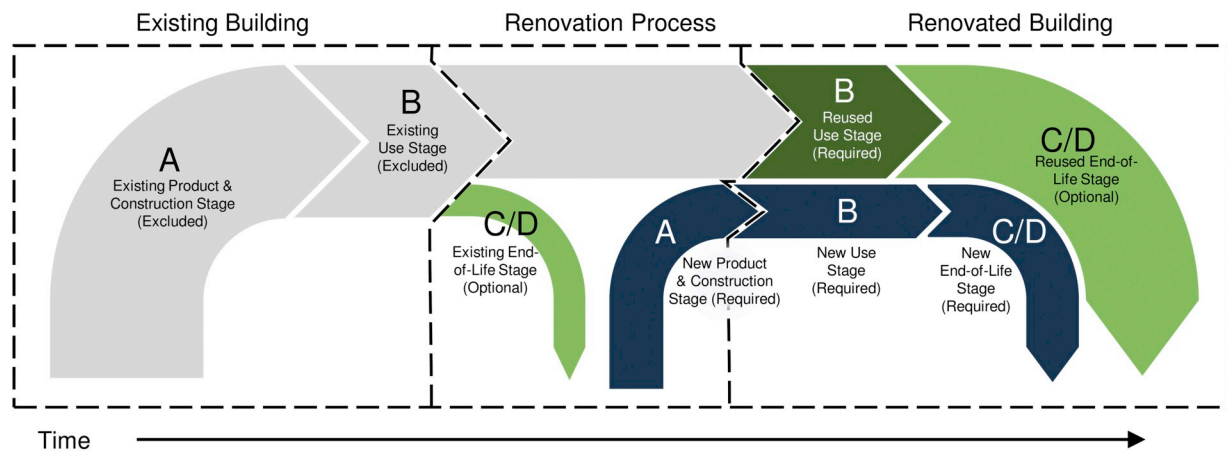 Existing Building
Renovation Process
Renovated Building
A
Existing Product &
Construction Stage
(Excluded)
B
Existing
Use Stage
(Excluded)
C/D
Existing End-
of-Life Stage
(Optional)
A
New Product
& Construction
Stage (Required)
B
Reused
Use Stage
(Required)
B
New Use
Stage
(Required)
C/D
New
End-of-Life
Stage
(Required)
C/D
Reused End-of-
Life Stage
(Optional)
Time